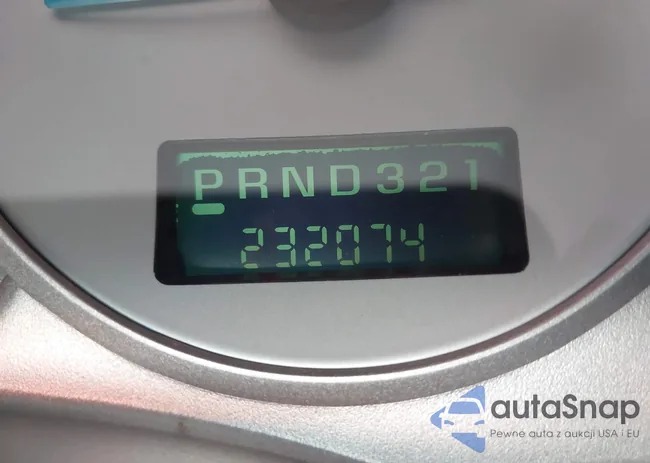 PRND321
232074
autaSnap
Pewne auta z aukcji USA i EU